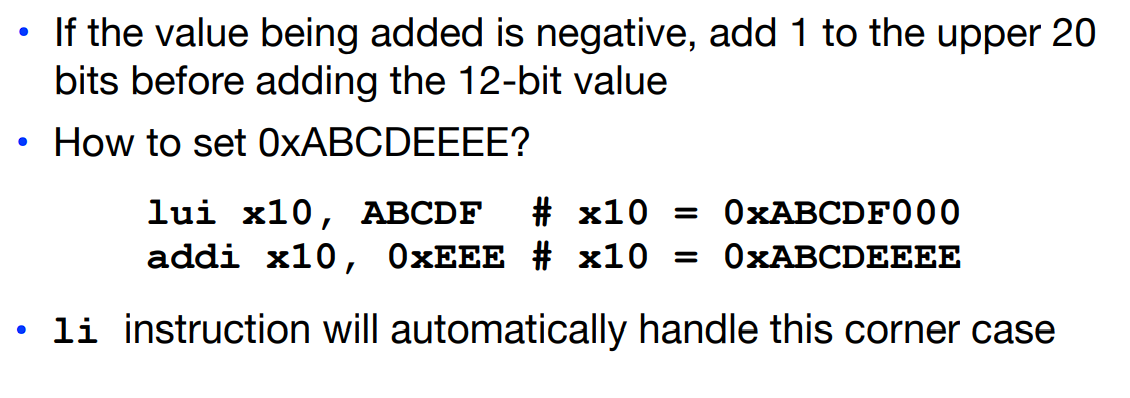 • If the value being added is negative, add 1 to the upper 20
bits before adding the 12-bit value
• How to set 0xABCDEEEE?
lui x10, ABCDF # x10 = 0xABCDF000
addi x10, 0xEEE # x10 = 0xABCDEEEE
• li instruction will automatically handle this corner case